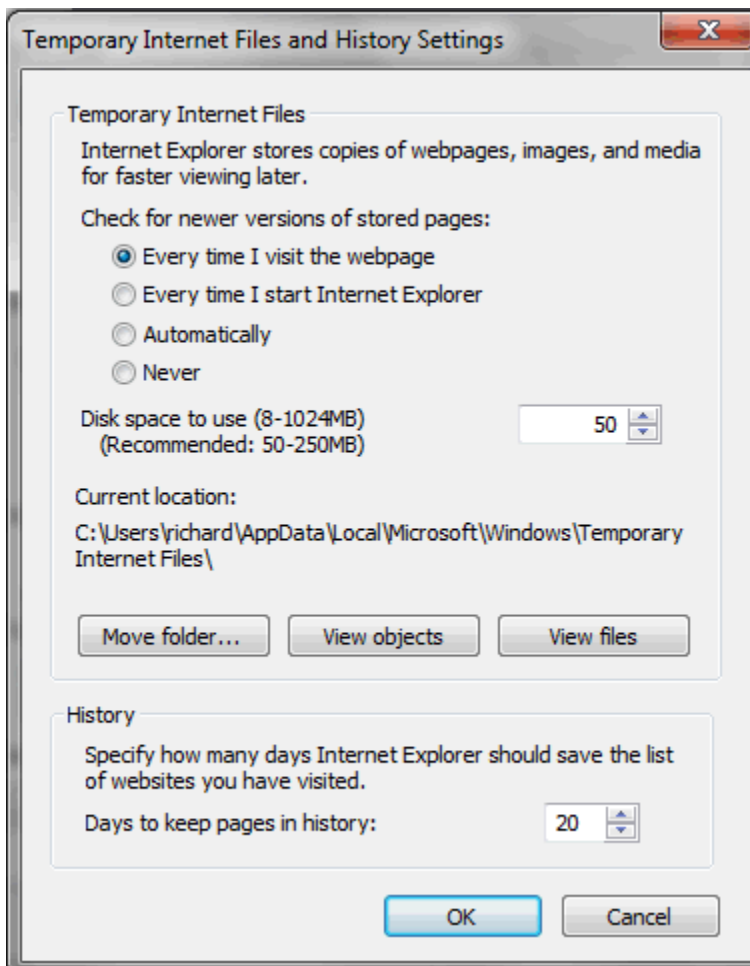 Temporary Internet Files and History Settings
Temporary Internet Files
Internet Explorer stores copies of webpages, images, and media
for faster viewing later.
Check for newer versions of stored pages:
Every time I visit the webpage
Every time I start Internet Explorer
Automatically
Never
Disk space to use (8-1024MB)
50
(Recommended: 50-250MB)
Current location:
C:\Users\richard\AppData\Local\Microsoft\Windows\Temporary
Internet Files\
Move folder...
View objects
View files
History
Specify how many days Internet Explorer should save the list
of websites you have visited.
Days to keep pages in history:
20
OK
Cancel